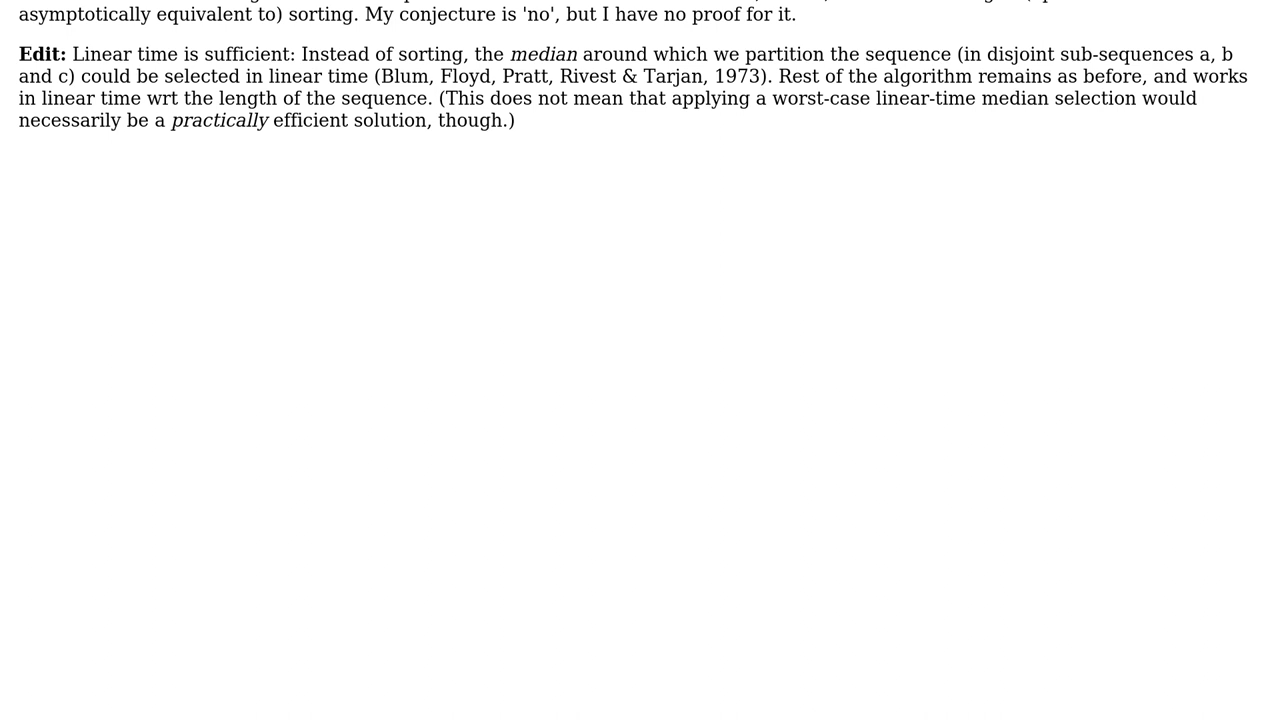 asymptotically equivalent to) sorting. My conjecture is 'no', but I have no proof for it.
Edit: Linear time is sufficient: Instead of sorting, the median around which we partition the sequence (in disjoint sub-sequences a, b
and c) could be selected in linear time (Blum, Floyd, Pratt, Rivest & Tarjan, 1973). Rest of the algorithm remains as before, and works
in linear time wrt the length of the sequence. (This does not mean that applying a worst-case linear-time median selection would
necessarily be a practically efficient solution, though.)